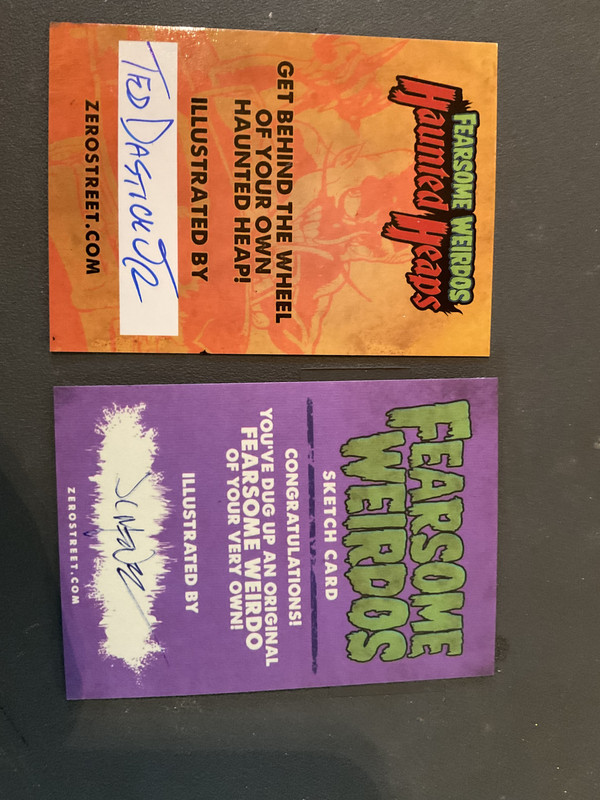 FEARSOME WEIRDOS
Haunted Heaps
GET BEHIND THE WHEEL
OF YOUR OWN
HAUNTED HEAP!
ILLUSTRATED BY
TED DASTICK JR
ZEROSTREET.COM
FEARSOME
WEIRDOS
SKETCH CARD
CONGRATULATIONS!
YOU'VE DUG UP AN ORIGINAL
FEARSOME WEIRDO
OF YOUR VERY OWN!
ILLUSTRATED BY
ZEROSTREET.COM